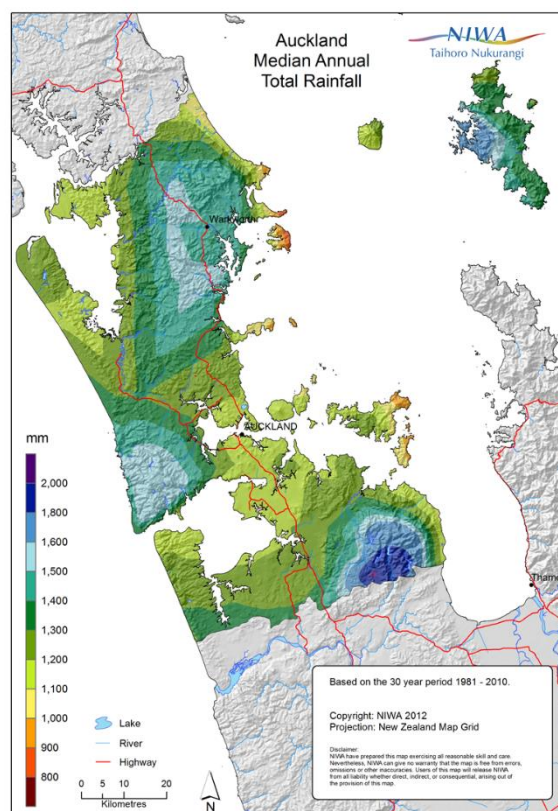 Auckland
Median Annual
Total Rainfall
NIWA
Taihoro Nukurangi
Warkworth
AUCKLAND
Thames
mm
2,000
1,800
1,600
1,500
1,400
1,300
1,200
1,100
1,000
900
800
Lake
River
Highway
0 5 10 20
Kilometres
N
Based on the 30 year period 1981 - 2010.
Copyright: NIWA 2012
Projection: New Zealand Map Grid
Disclaimer:
NIWA have prepared this map exercising all reasonable skill and care.
Nevertheless, NIWA can give no warranty that the map is free from errors,
omissions or other inaccuracies. Users of this map will release NIWA
from all liability whether direct, indirect, or consequential, arising out of
the provision of this map.